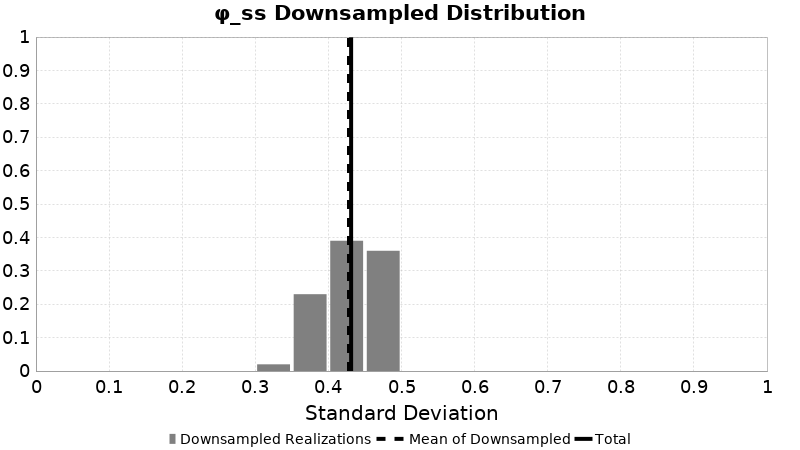 φ_ss Downsampled Distribution
1
0.9
0.8
0.7
0.6
0.5
0.4
0.3
0.2
0.1
0
0 0.1 0.2 0.3 0.4 0.5 0.6 0.7 0.8 0.9 1
Standard Deviation
Downsampled Realizations Mean of Downsampled Total